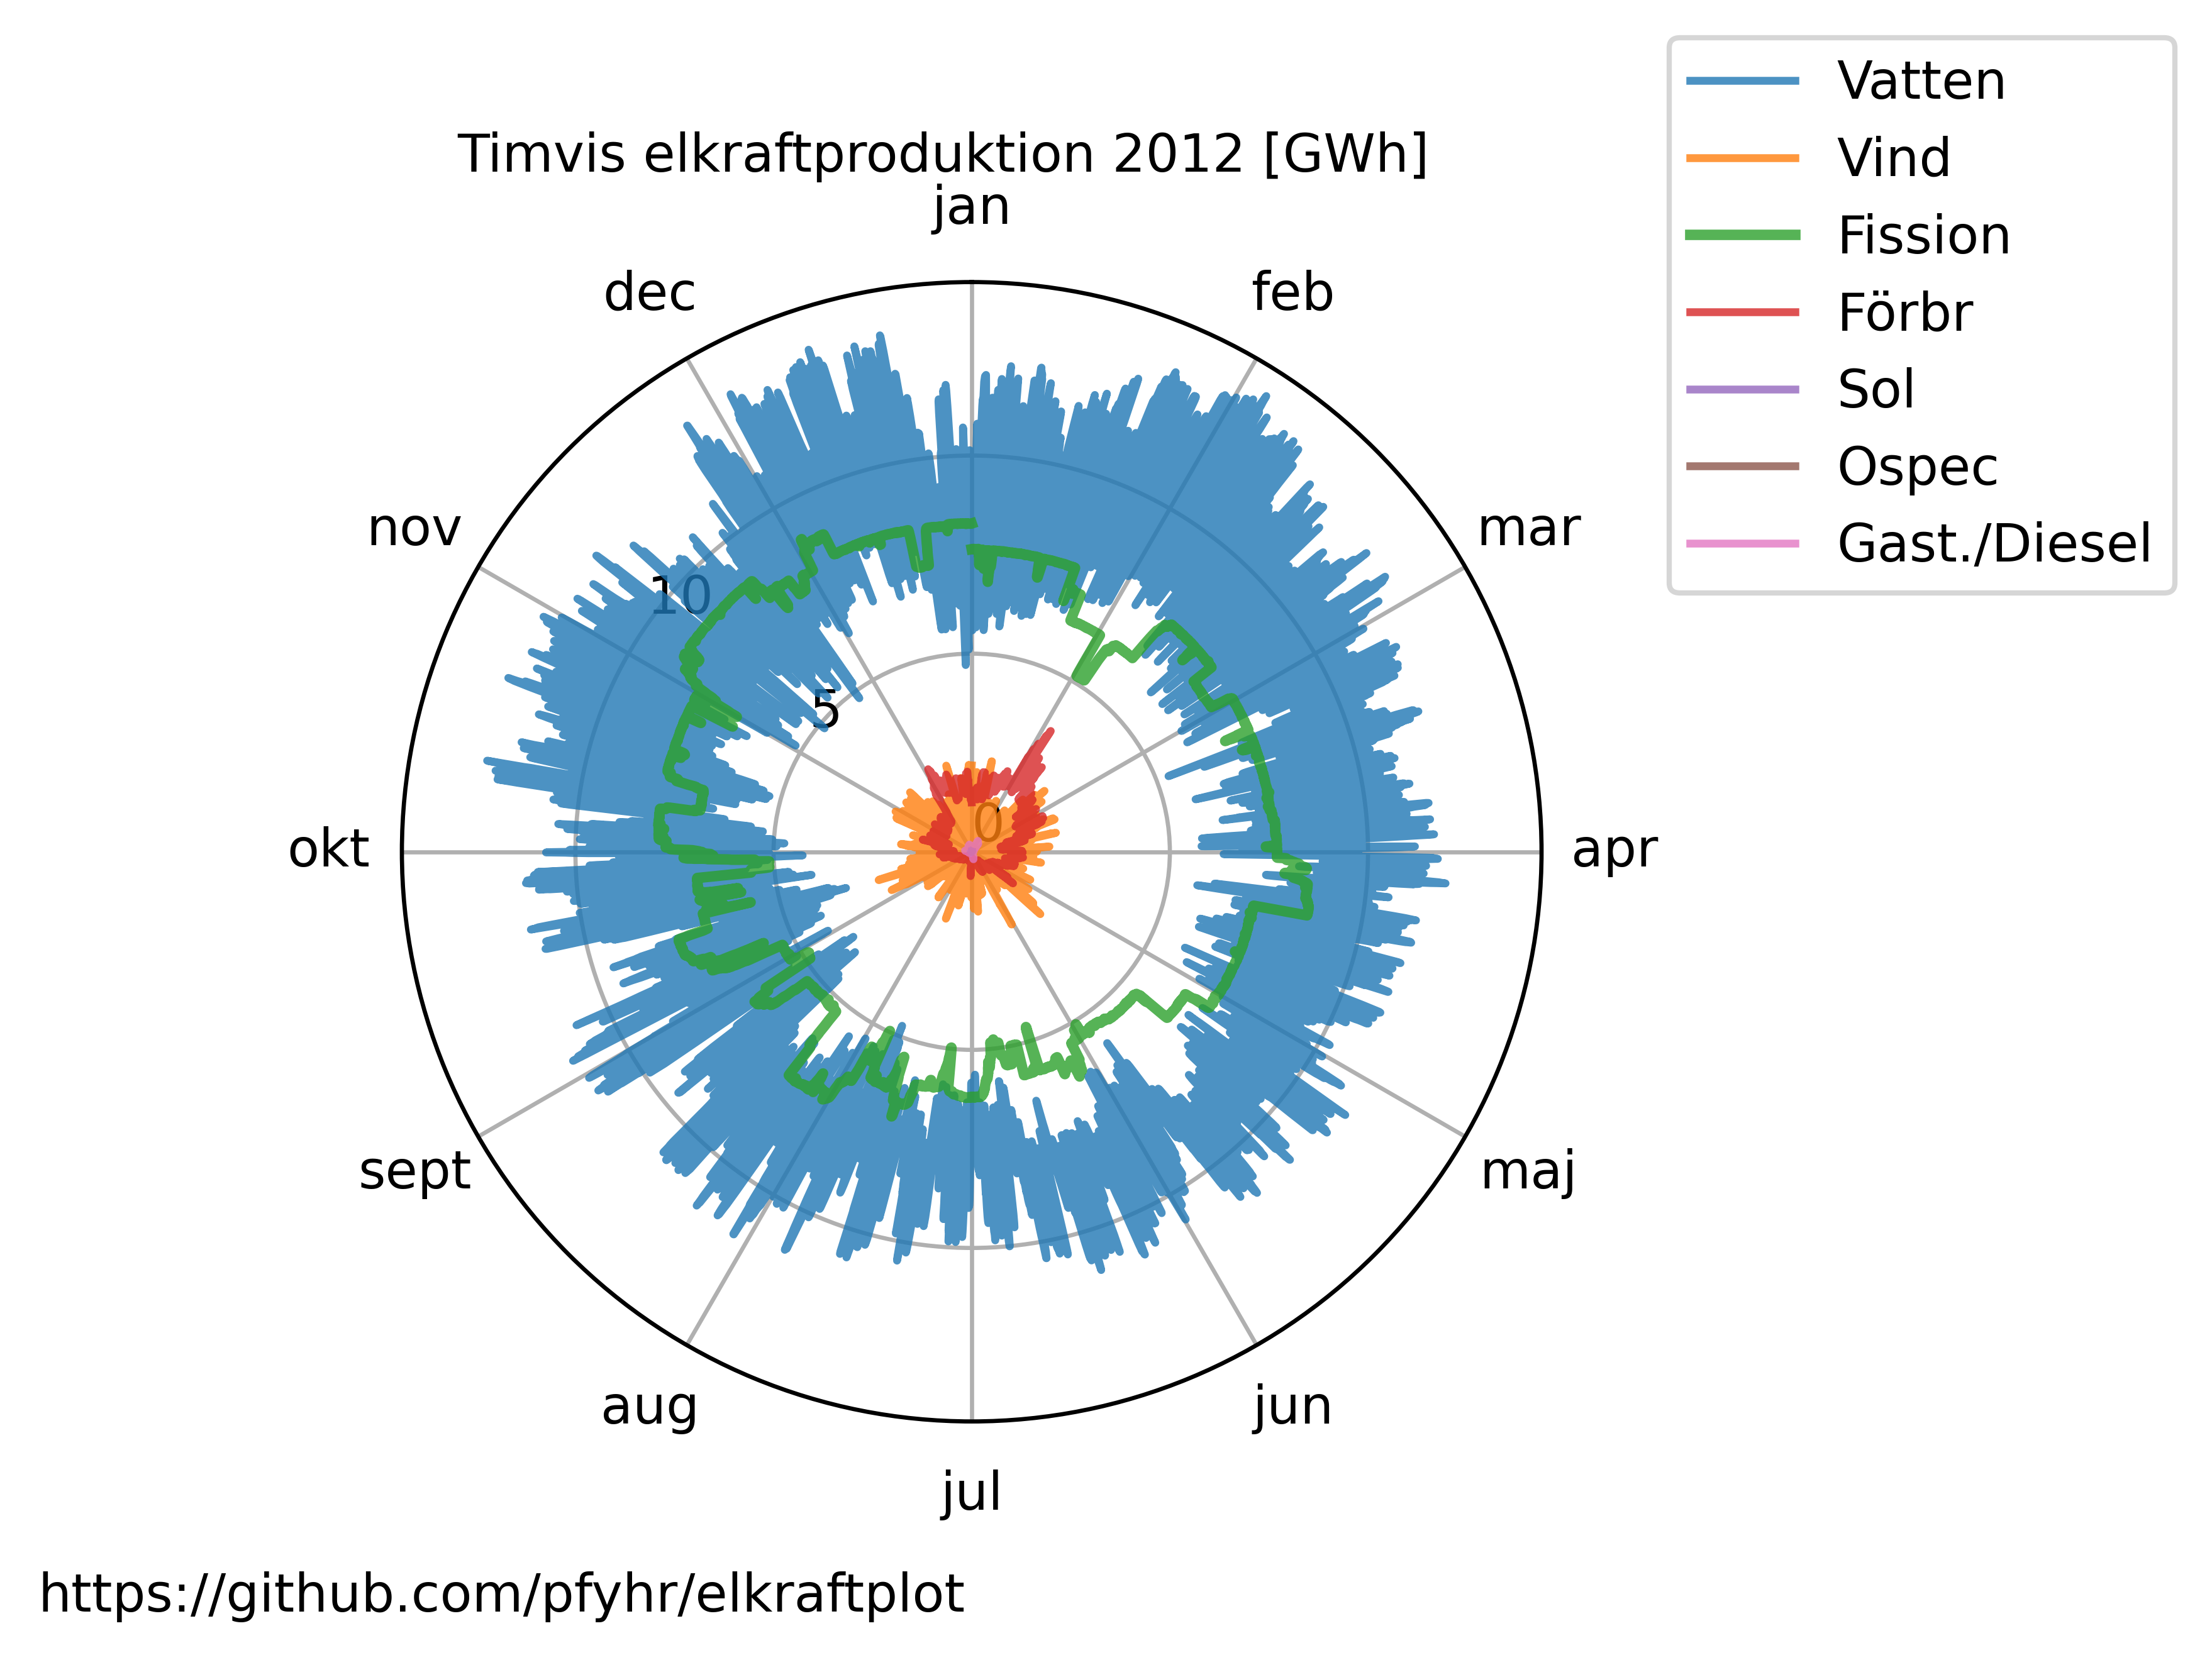 Timvis elkraftproduktion 2012 [GWh]
jan
feb
mar
apr
maj
jun
jul
aug
sept
okt
nov
dec
10
5
0
Vatten
Vind
Fission
Förbr
Sol
Ospec
Gast./Diesel
https://github.com/pfyhr/elkraftplot